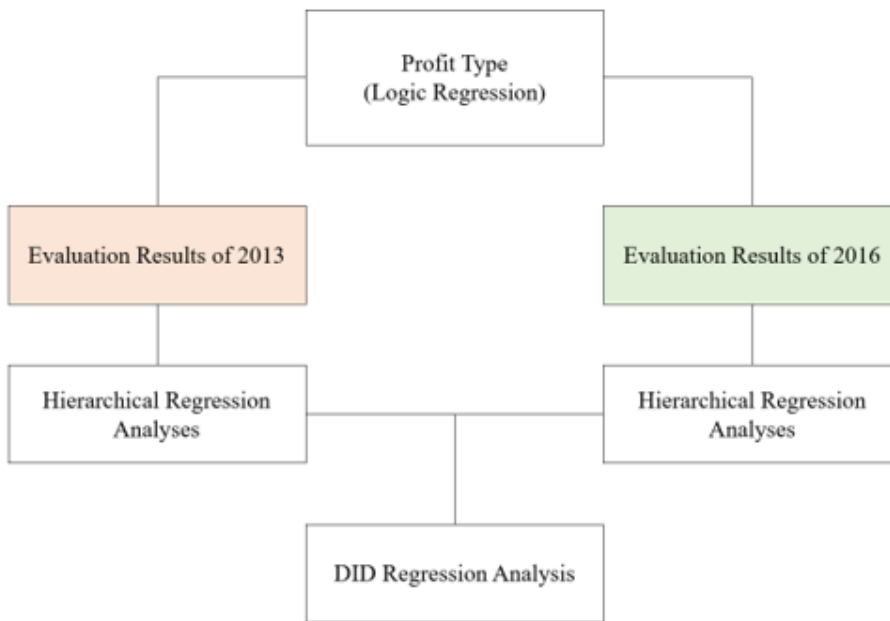 Profit Type
(Logic Regression)
Evaluation Results of 2013
Evaluation Results of 2016
Hierarchical Regression
Analyses
Hierarchical Regression
Analyses
DID Regression Analysis